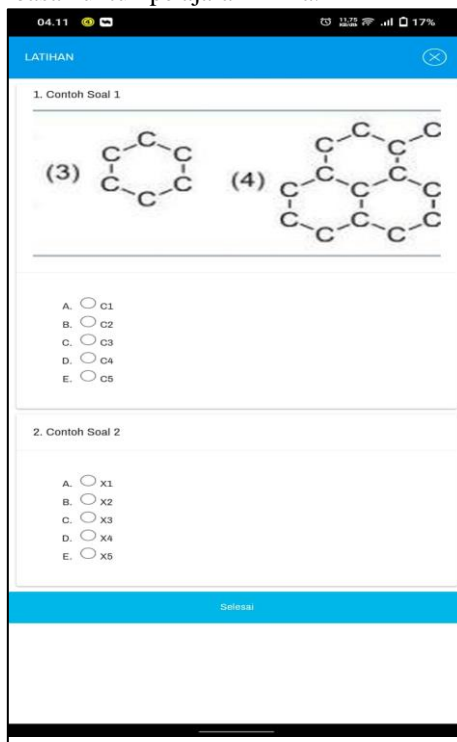 04.11 17%
LATIHAN
1. Contoh Soal 1
(3) (4)
C C C C C C
C C C C C C C C C C C C C
A. C1
B. C2
C. C3
D. C4
E. C5
2. Contoh Soal 2
A. X1
B. X2
C. X3
D. X4
E. X5
Selesai